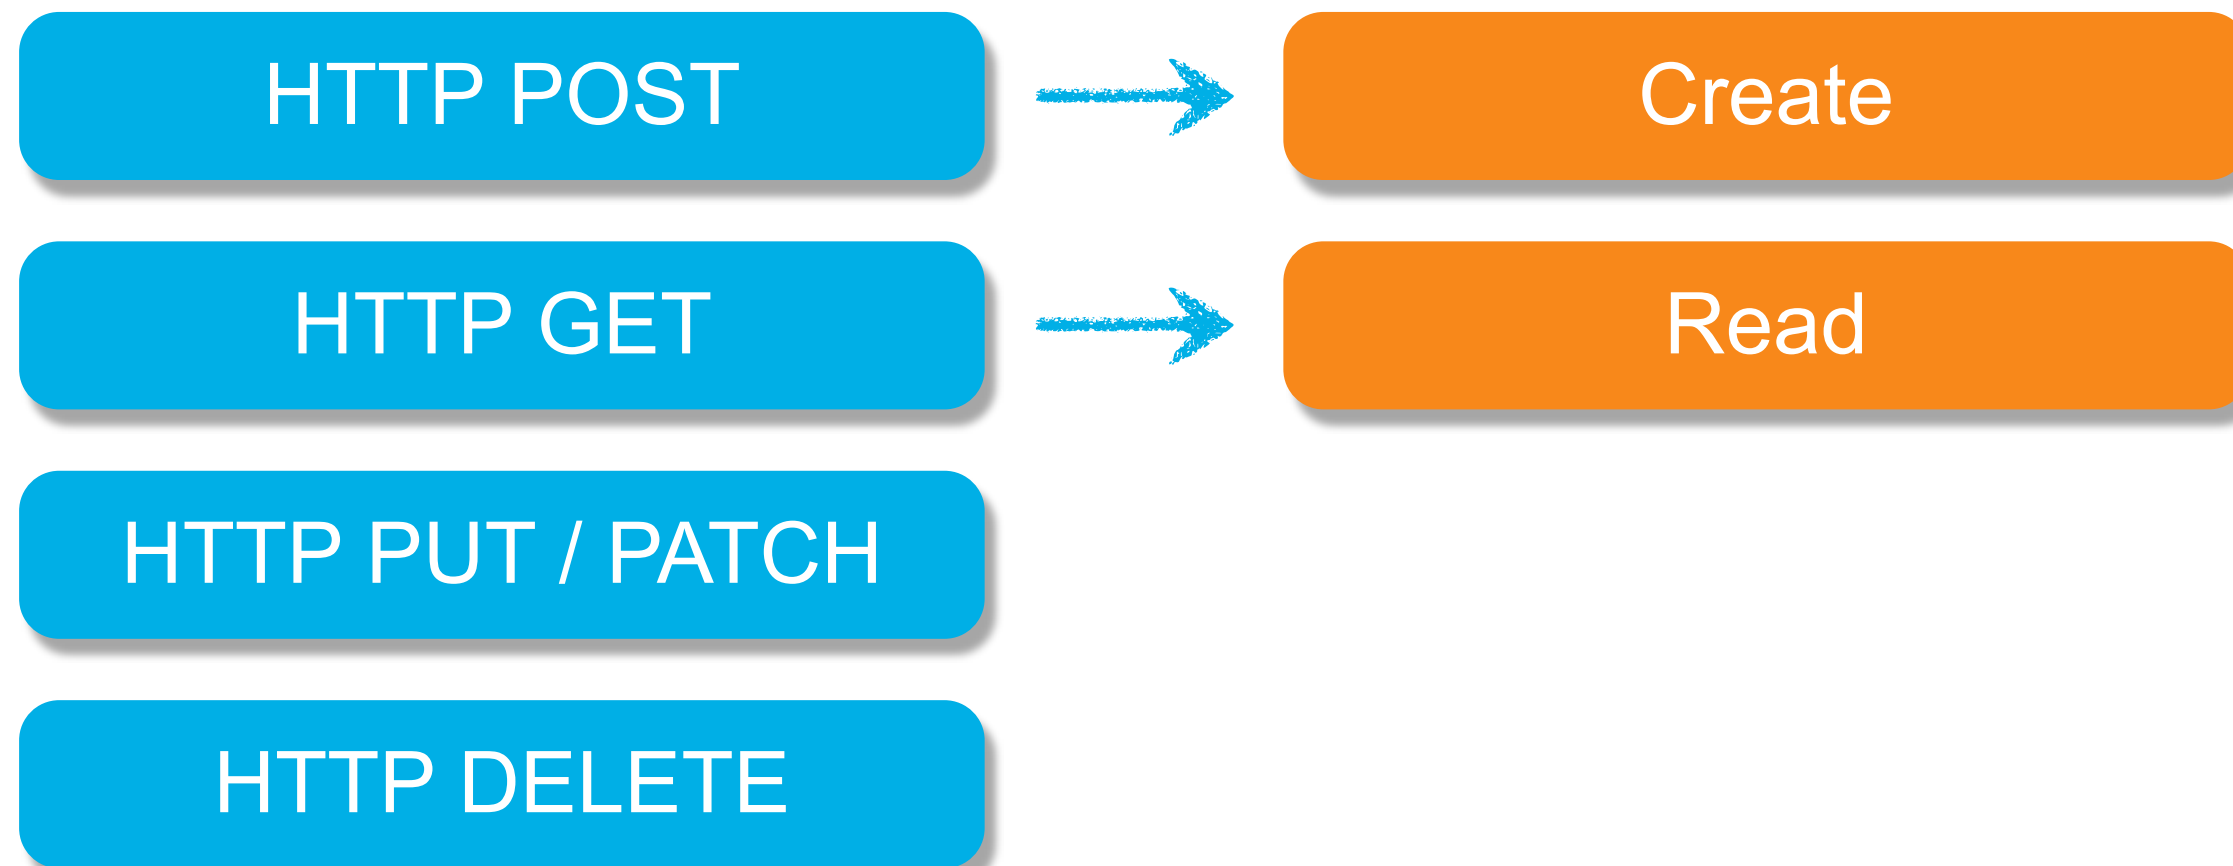 HTTP POST
Create
HTTP GET
Read
HTTP PUT / PATCH
HTTP DELETE